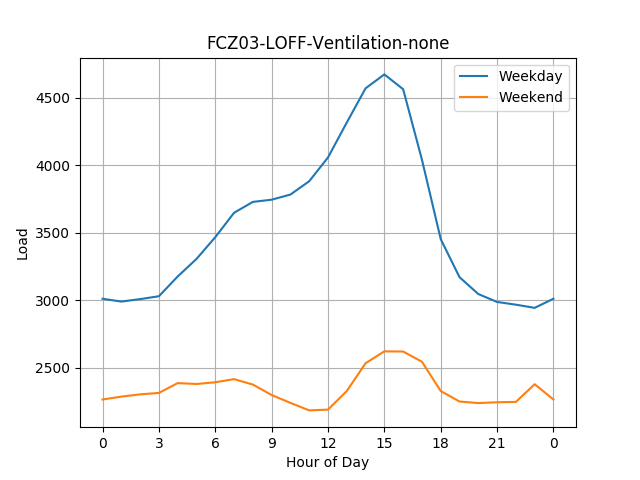 FCZ03-LOFF-Ventilation-none
Weekday
Weekend
4500
4000
3500
3000
2500
Load
0 3 6 9 12 15 18 21 0
Hour of Day